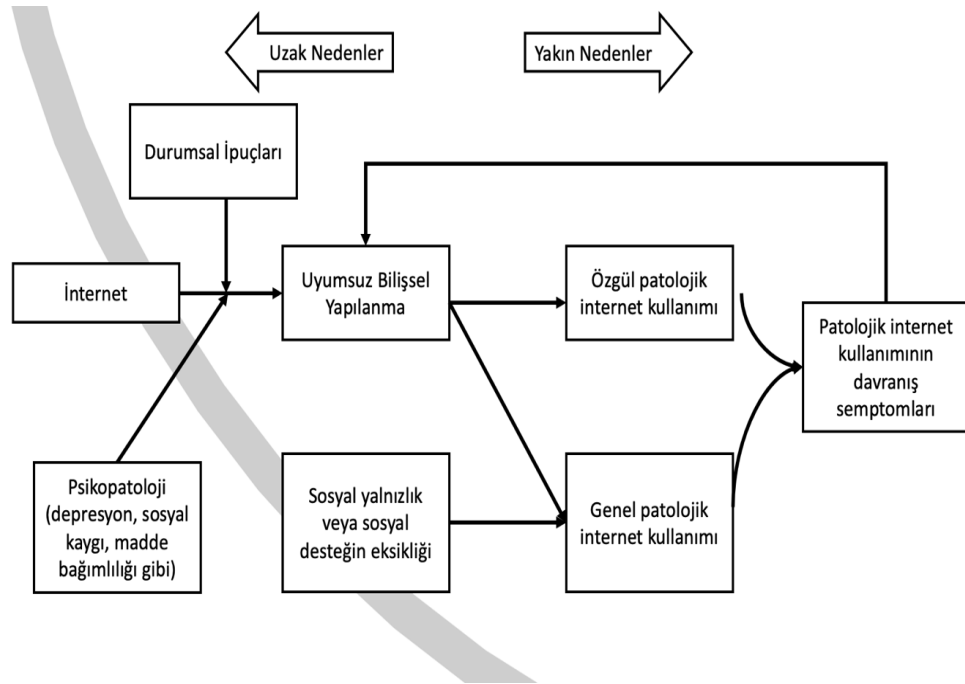 Uzak Nedenler
Yakın Nedenler
Durumsal İpuçları
İnternet
Uyumsuz Bilişsel
Yapılanma
Özgül patolojik
internet kullanımı
Patolojik internet
kullanımının
davranış
semptomları
Psikopatoloji
(depresyon, sosyal
kaygı, madde
bağımlılığı gibi)
Sosyal yalnızlık
veya sosyal
desteğin eksikliği
Genel patolojik
internet kullanımı